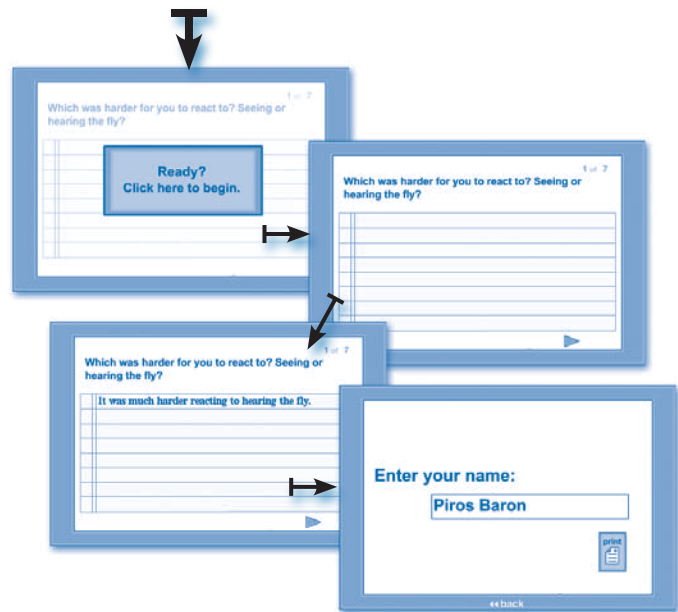 1 of 7
Which was harder for you to react to? Seeing or
hearing the fly?
Ready?
Click here to begin.
1 of 7
Which was harder for you to react to? Seeing or
hearing the fly?
1 of 7
Which was harder for you to react to? Seeing or
hearing the fly?
It was much harder reacting to hearing the fly.
Enter your name:
Piros Baron
print
back